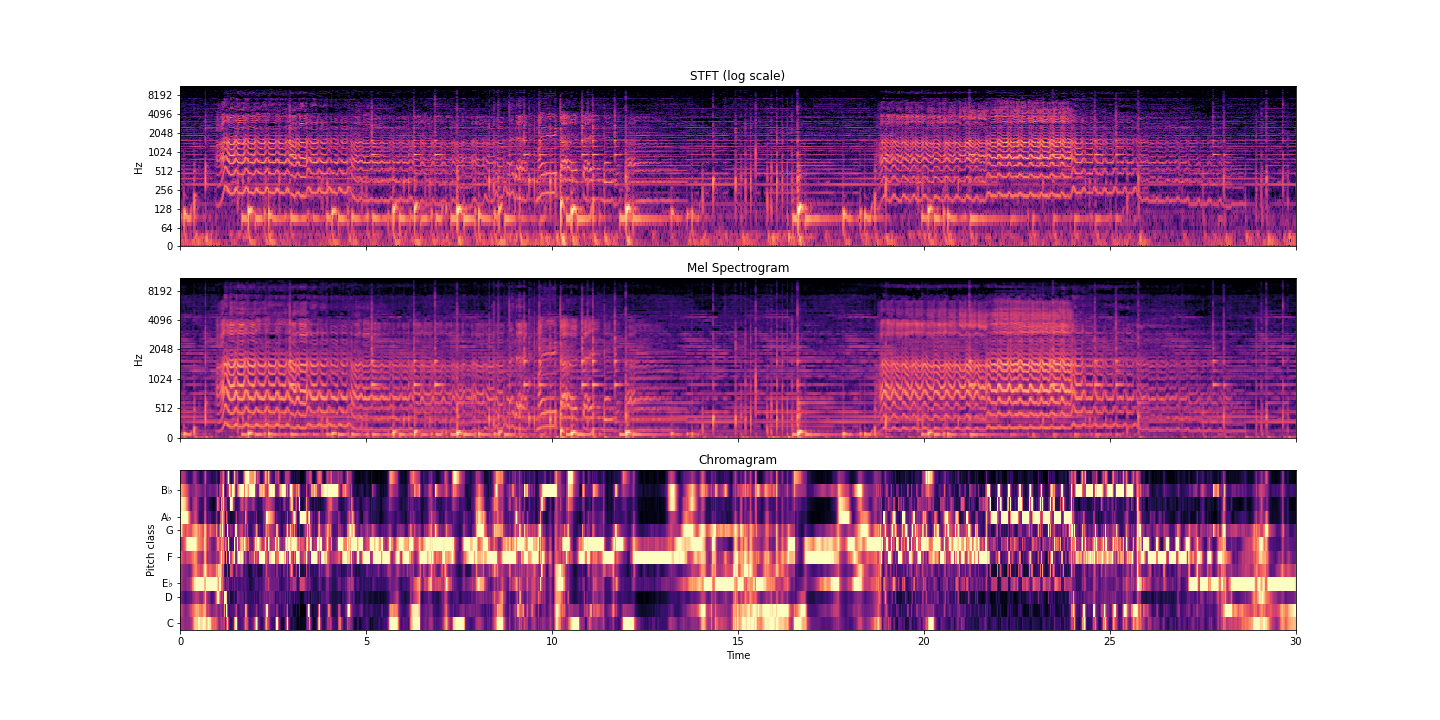 STFT (log scale)
8192
4096
2048
1024
512
256
128
64
0
Hz
Mel Spectrogram
8192
4096
2048
1024
512
0
Hz
Chromagram
B♭
A♭
G
F
E♭
D
C
Pitch class
0 5 10 15 20 25 30
Time